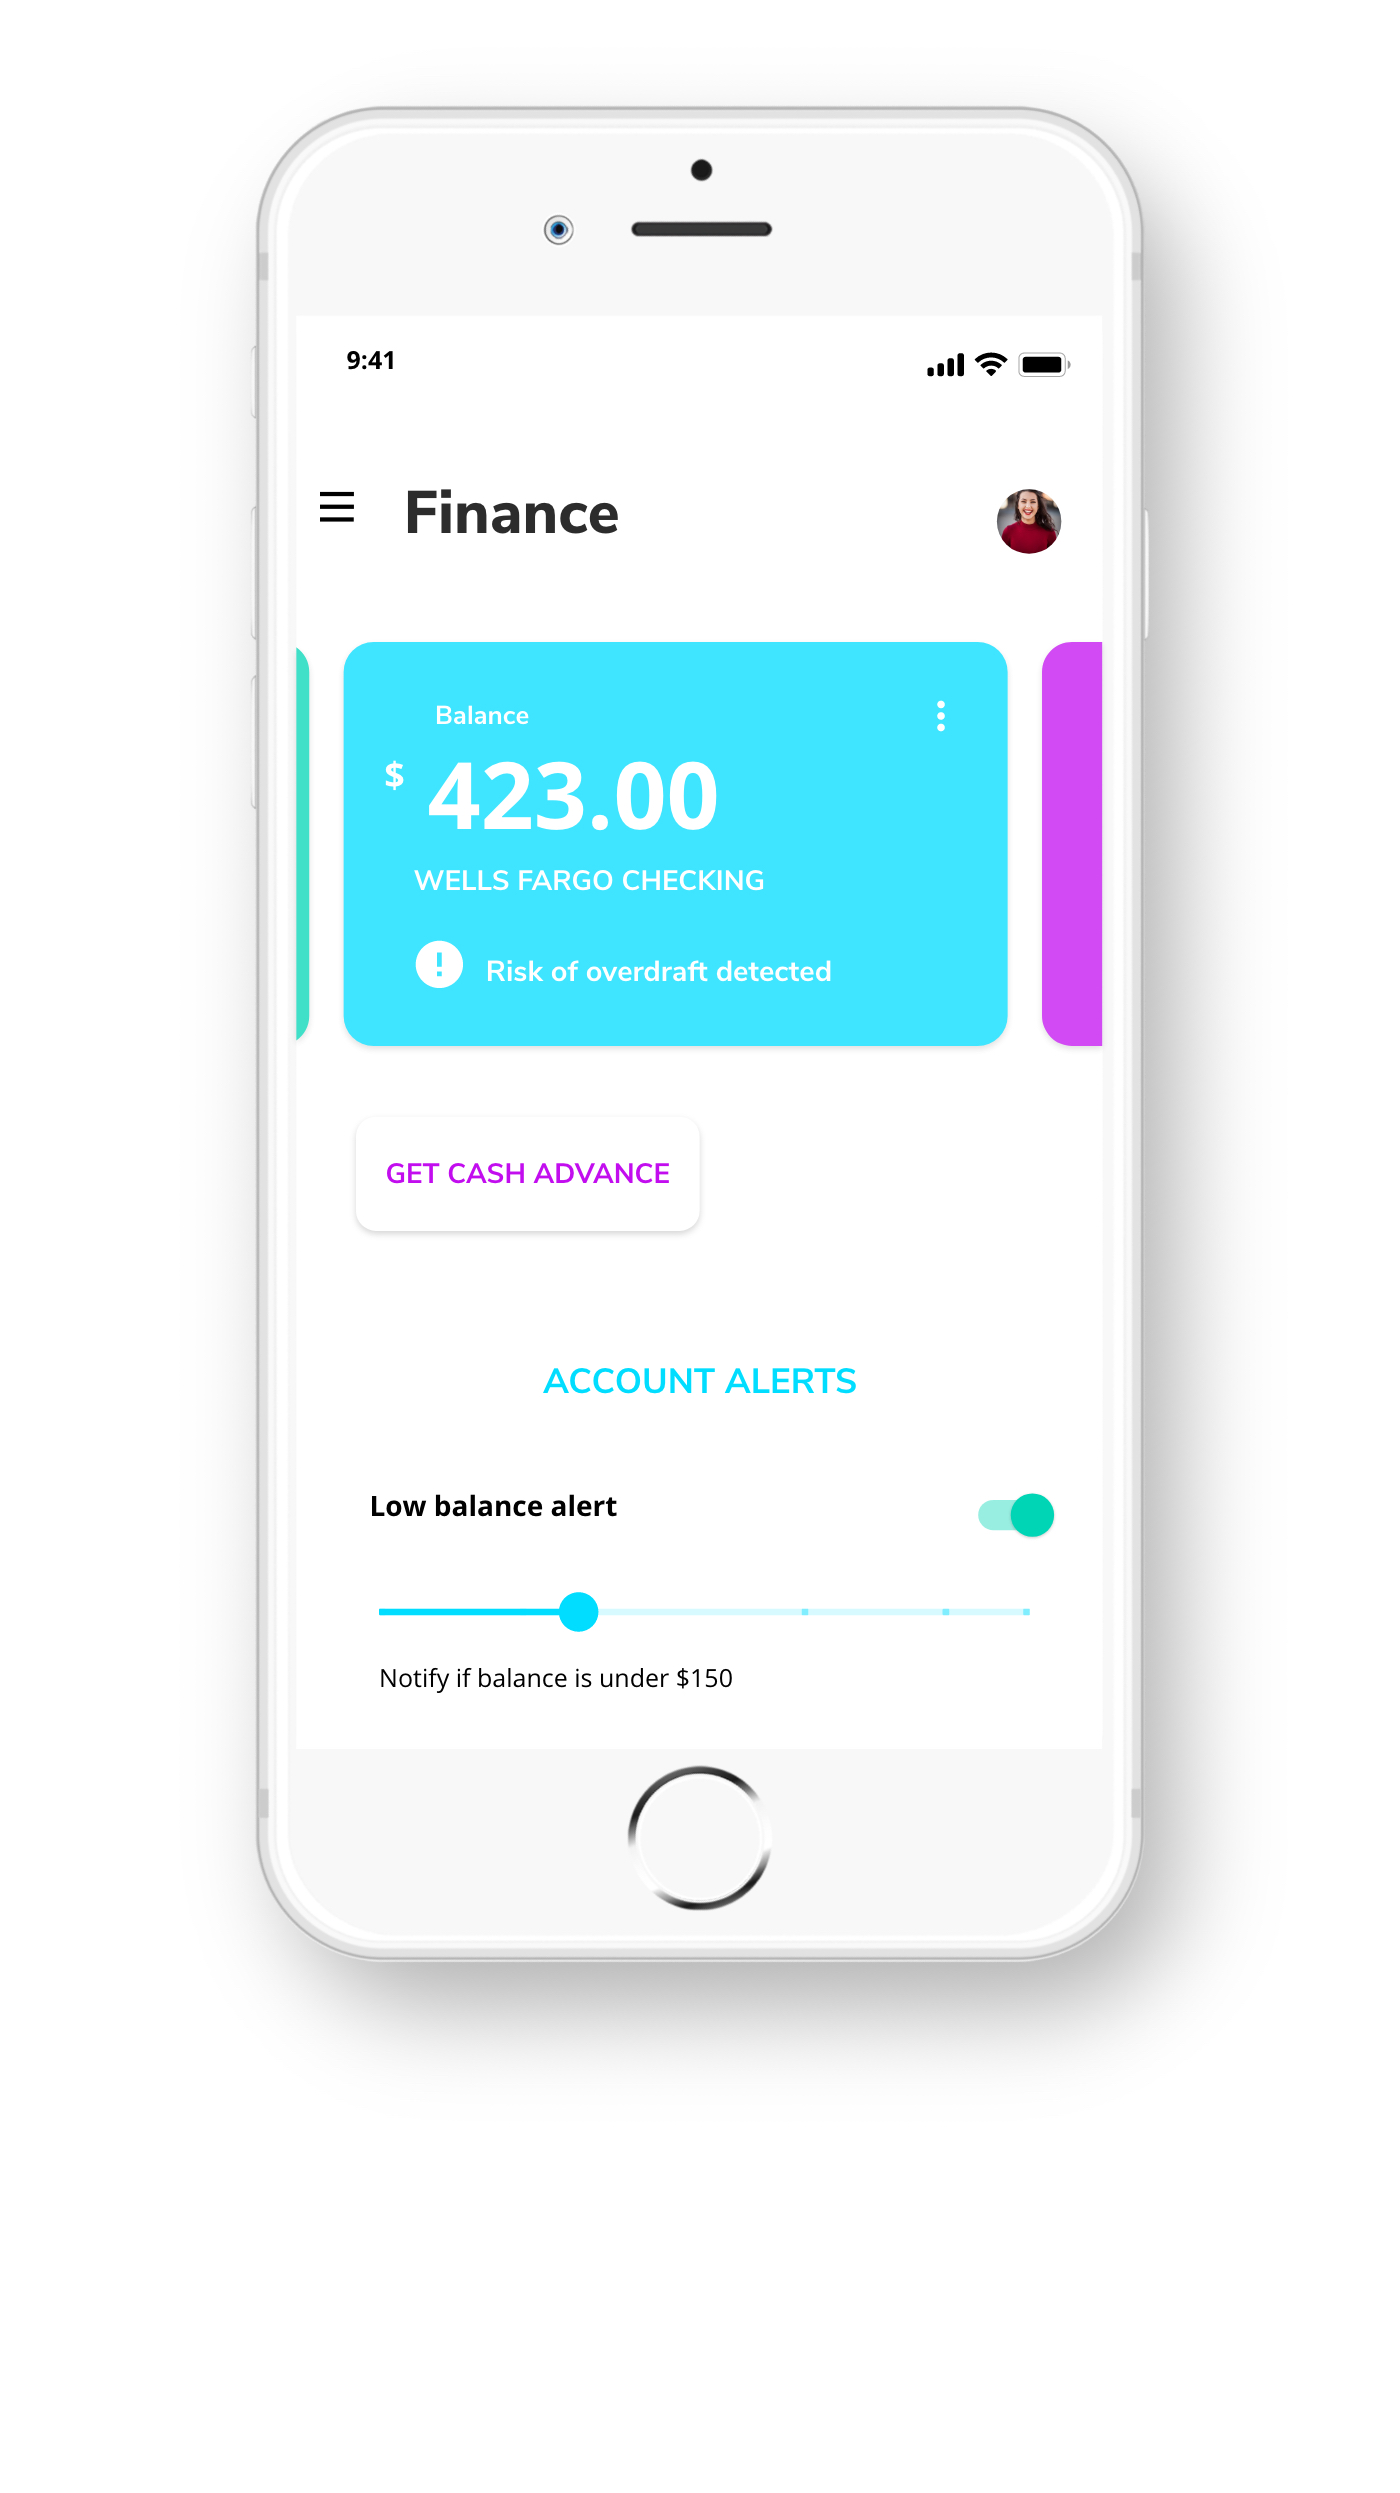 9:41
Finance
Balance
$ 423.00
WELLS FARGO CHECKING
! Risk of overdraft detected
GET CASH ADVANCE
ACCOUNT ALERTS
Low balance alert
Notify if balance is under $150